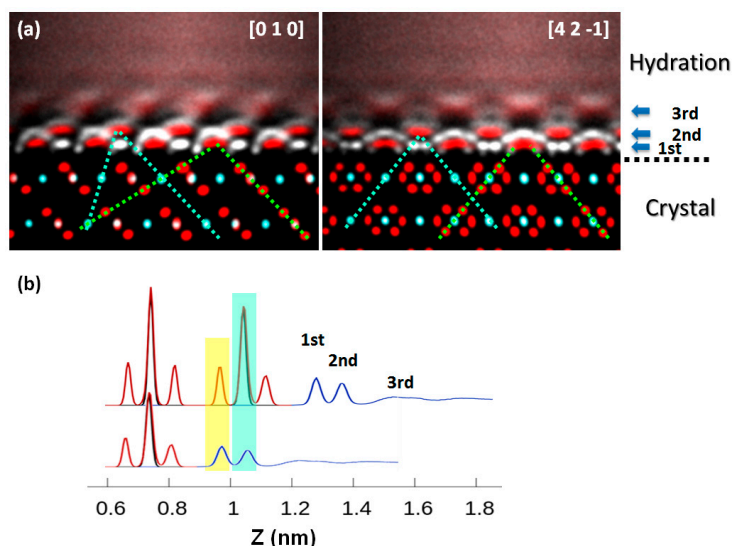 (a)
[0 1 0]
[4 2 -1]
Hydration
3rd
2nd
1st
Crystal
(b)
1st
2nd
3rd
0.6 0.8 1 1.2 1.4 1.6 1.8
Z (nm)